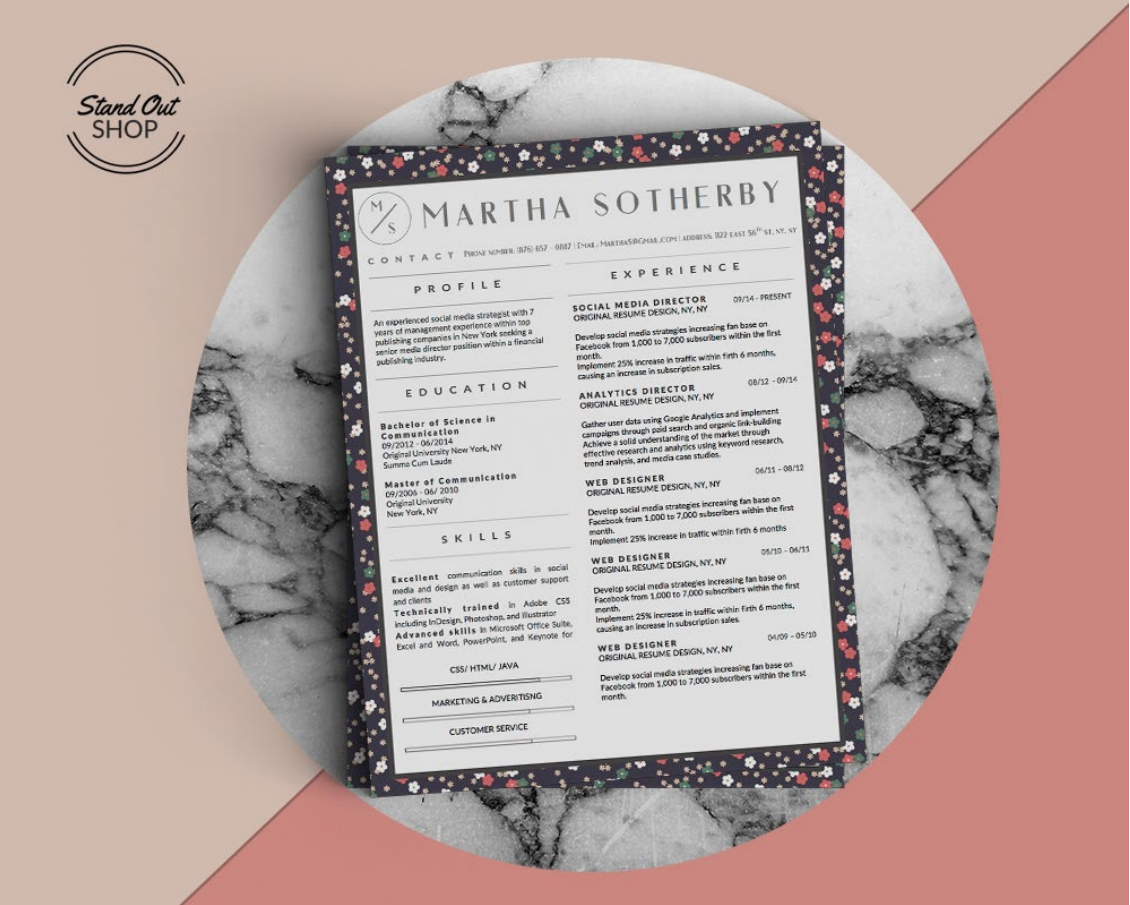 Stand Out
SHOP
M/S
MARTHA SOTHERBY
CONTACT PHONE NUMBER: (876) 657 - 0887 | EMAIL: MARTHAS@GMAIL.COM | ADDRESS: 1122 EAST 56TH ST, NY, NY
PROFILE
An experienced social media strategist with 7
years of management experience within top
publishing companies in New York seeking a
senior media director position within a financial
publishing industry.
EDUCATION
Bachelor of Science in
Communication
09/2012 - 06/2014
Original University New York, NY
Summa Cum Laude
Master of Communication
09/2006 - 06/ 2010
Original University
New York, NY
SKILLS
Excellent communication skills in social
media and design as well as customer support
and clients
Technically trained in Adobe CS5
including InDesign, Photoshop, and Illustrator
Advanced skills in Microsoft Office Suite,
Excel and Word, PowerPoint, and Keynote for
CSS/ HTML/ JAVA
MARKETING & ADVERITISNG
CUSTOMER SERVICE
EXPERIENCE
SOCIAL MEDIA DIRECTOR 09/14 - PRESENT
ORIGINAL RESUME DESIGN, NY, NY
Develop social media strategies increasing fan base on
Facebook from 1,000 to 7,000 subscribers within the first
month.
Implement 25% increase in traffic within firth 6 months,
causing an increase in subscription sales.
ANALYTICS DIRECTOR 08/12 - 09/14
ORIGINAL RESUME DESIGN, NY, NY
Gather user data using Google Analytics and implement
campaigns through paid search and organic link-building
Achieve a solid understanding of the market through
effective research and analytics using keyword research,
trend analysis, and media case studies.
WEB DESIGNER 06/11 - 08/12
ORIGINAL RESUME DESIGN, NY, NY
Develop social media strategies increasing fan base on
Facebook from 1,000 to 7,000 subscribers within the first
month.
Implement 25% increase in traffic within firth 6 months
WEB DESIGNER 05/10 - 06/11
ORIGINAL RESUME DESIGN, NY, NY
Develop social media strategies increasing fan base on
Facebook from 1,000 to 7,000 subscribers within the first
month.
Implement 25% increase in traffic within firth 6 months,
causing an increase in subscription sales.
WEB DESIGNER 04/09 - 05/10
ORIGINAL RESUME DESIGN, NY, NY
Develop social media strategies increasing fan base on
Facebook from 1,000 to 7,000 subscribers within the first
month.